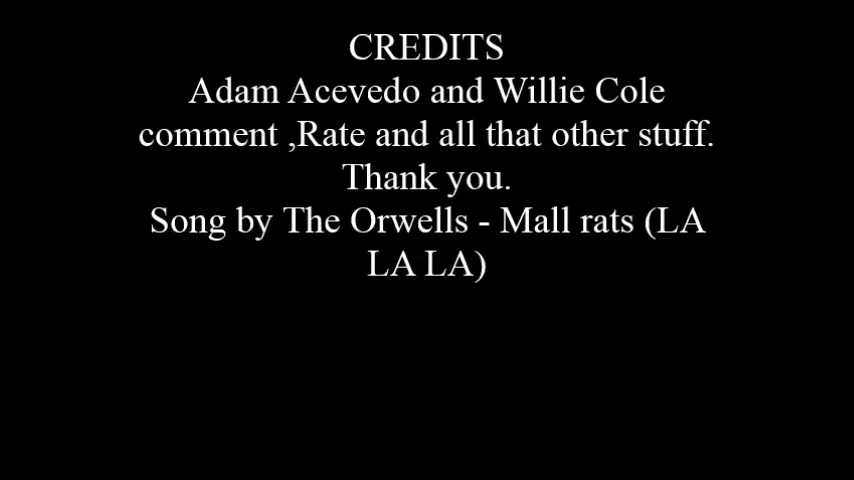 CREDITS
Adam Acevedo and Willie Cole
comment ,Rate and all that other stuff.
Thank you.
Song by The Orwells - Mall rats (LA
LA LA)